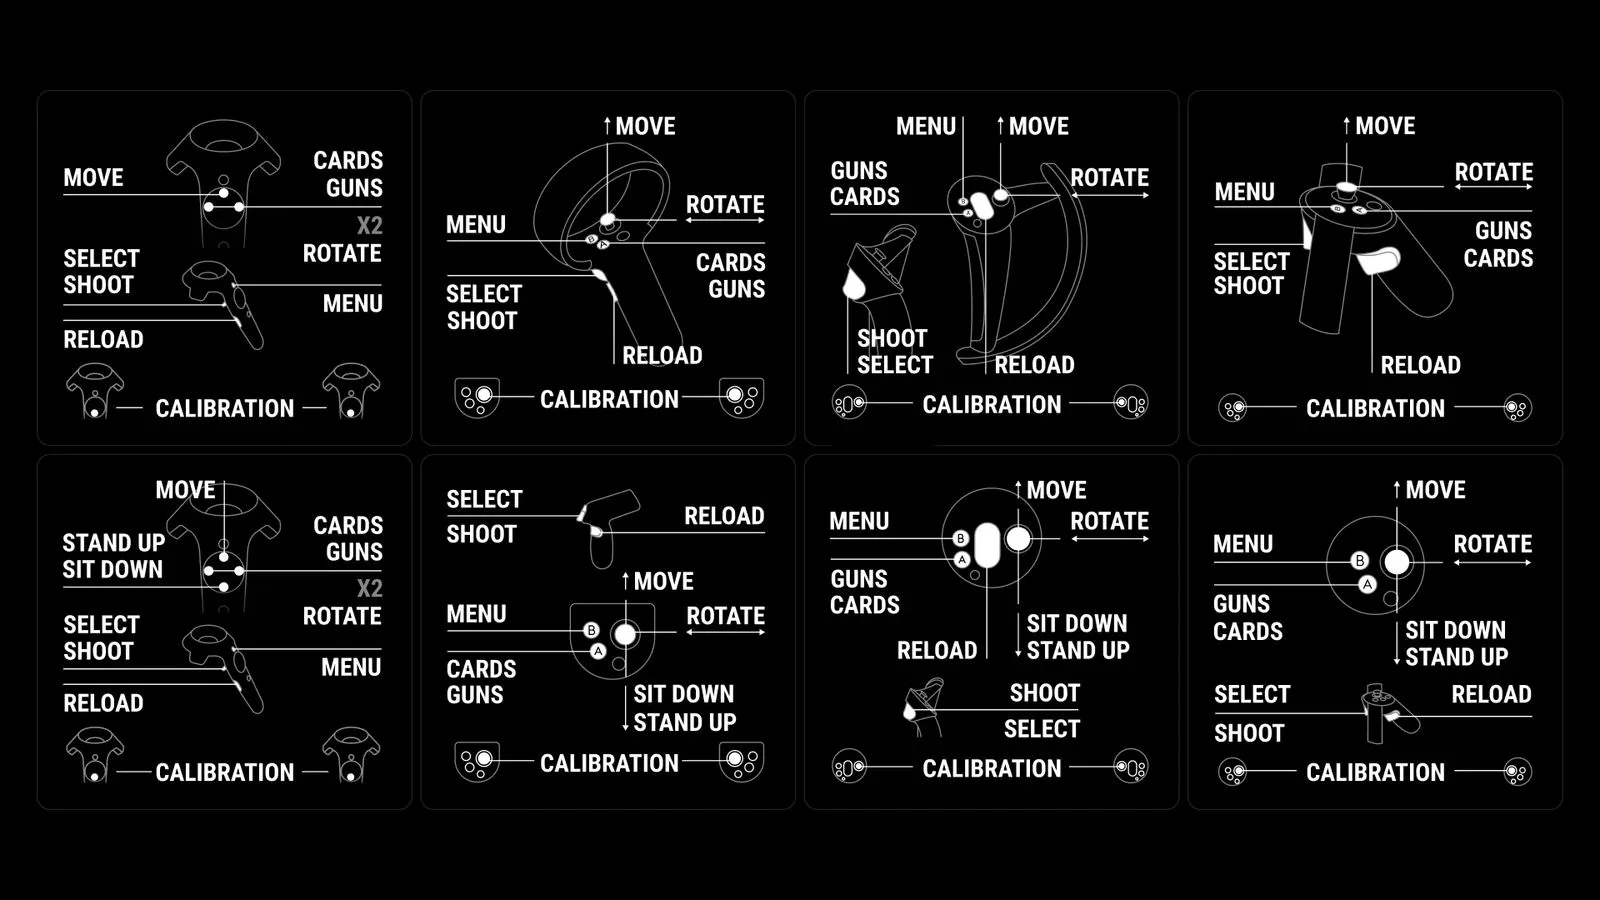 MOVE
CARDS
GUNS
X2
ROTATE
SELECT
SHOOT
MENU
RELOAD
CALIBRATION
MOVE
ROTATE
MENU
B
A
CARDS
GUNS
SELECT
SHOOT
RELOAD
CALIBRATION
MENU
MOVE
GUNS
CARDS
ROTATE
B
A
SHOOT
SELECT
RELOAD
CALIBRATION
MOVE
ROTATE
MENU
B
A
GUNS
CARDS
SELECT
SHOOT
RELOAD
CALIBRATION
MOVE
STAND UP
SIT DOWN
CARDS
GUNS
X2
ROTATE
SELECT
SHOOT
MENU
RELOAD
CALIBRATION
SELECT
SHOOT
RELOAD
MOVE
MENU
ROTATE
B
A
CARDS
GUNS
SIT DOWN
STAND UP
CALIBRATION
MOVE
MENU
ROTATE
B
A
GUNS
CARDS
SIT DOWN
STAND UP
RELOAD
SHOOT
SELECT
CALIBRATION
MOVE
MENU
ROTATE
B
A
GUNS
CARDS
SIT DOWN
STAND UP
SELECT
SHOOT
RELOAD
CALIBRATION